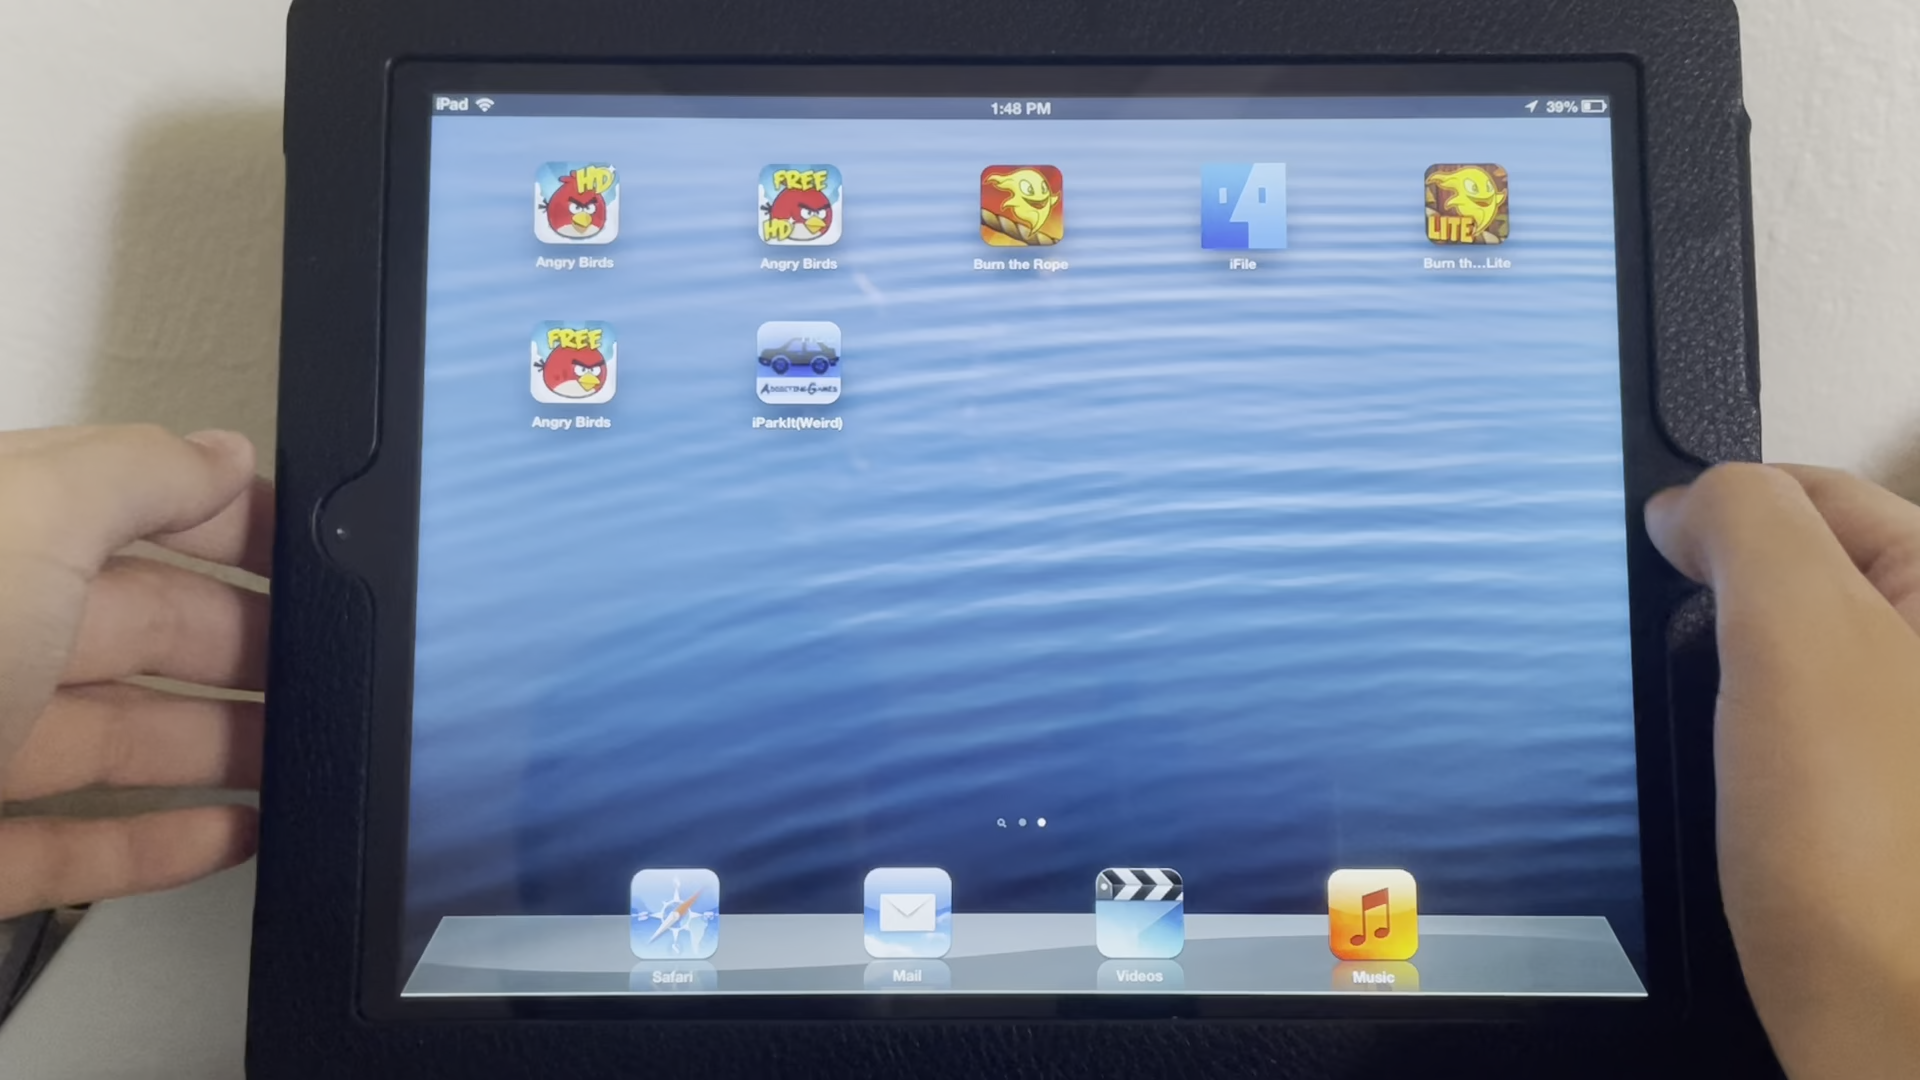 iPad
1:48 PM
39%
HD
FREE
HD
LITE
Angry Birds
Angry Birds
Burn the Rope
iFile
Burn th...Lite
FREE
AddictingGames
Angry Birds
iParkIt(Weird)
Safari
Mail
Videos
Music